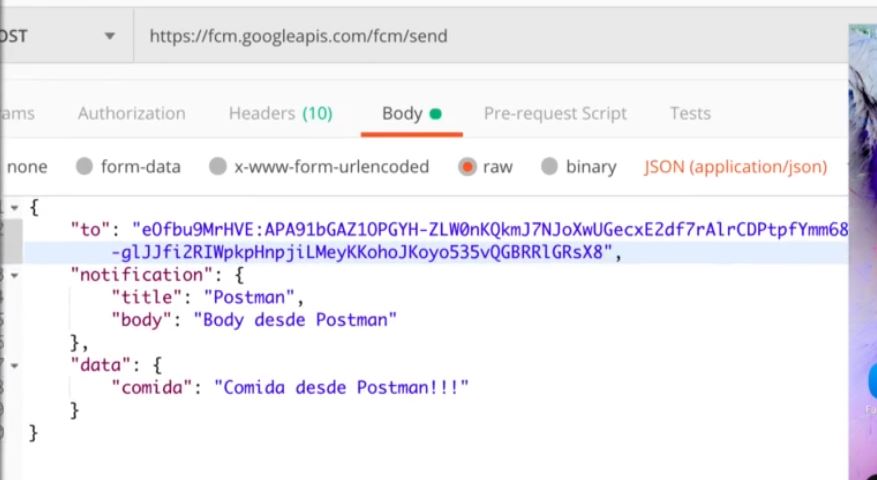 OST https://fcm.googleapis.com/fcm/send
ams Authorization Headers (10) Body Pre-request Script Tests
none form-data x-www-form-urlencoded raw binary JSON (application/json)
{
"to": "eOfbu9MrHVE:APA91bGAZ1OPGYH-ZLW0nKQkmJ7NJoXwUGecxE2df7rAlrCDPtpfYmm68
-glJJfi2RIWpkpHnpjiLMeyKKohoJKoyo535vQGBRRlGRsX8",
"notification": {
"title": "Postman",
"body": "Body desde Postman"
},
"data": {
"comida": "Comida desde Postman!!!"
}
}